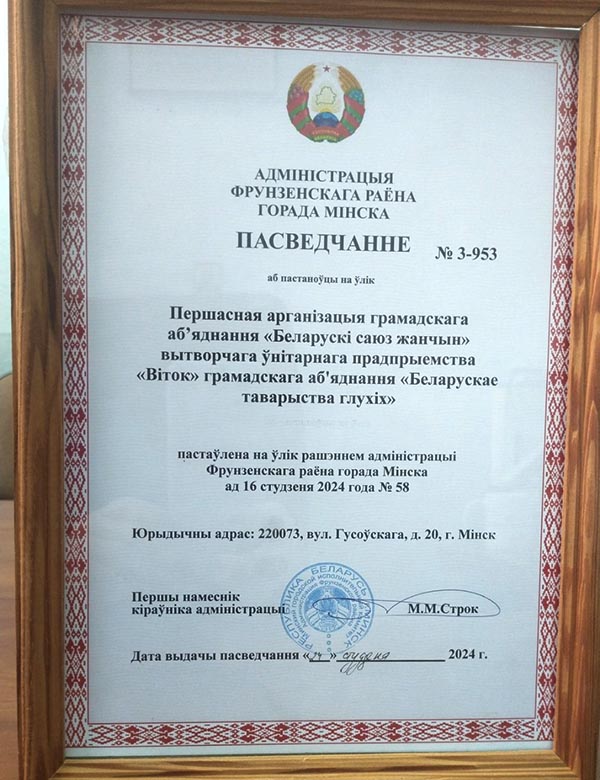 АДМІНІСТРАЦЫЯ
ФРУНЗЕНСКАГА РАЁНА
ГОРАДА МІНСКА
ПАСВЕДЧАННЕ № 3-953
аб пастаноўцы на ўлік
Першасная арганізацыя грамадскага
аб’яднання «Беларускі саюз жанчын»
вытворчага ўнітарнага прадпрыемства
«Віток» грамадскага аб'яднання «Беларускае
таварыства глухіх»
пастаўлена на ўлік рашэннем адміністрацыі
Фрунзенскага раёна горада Мінска
ад 16 студзеня 2024 года № 58
Юрыдычны адрас: 220073, вул. Гусоўскага, д. 20, г. Мінск
Першы намеснік
кіраўніка адміністрацыі М.М.Строк
РЭСПУБЛІКА БЕЛАРУСЬ МИНСК
Дата выдачы пасведчання « » 2024 г.